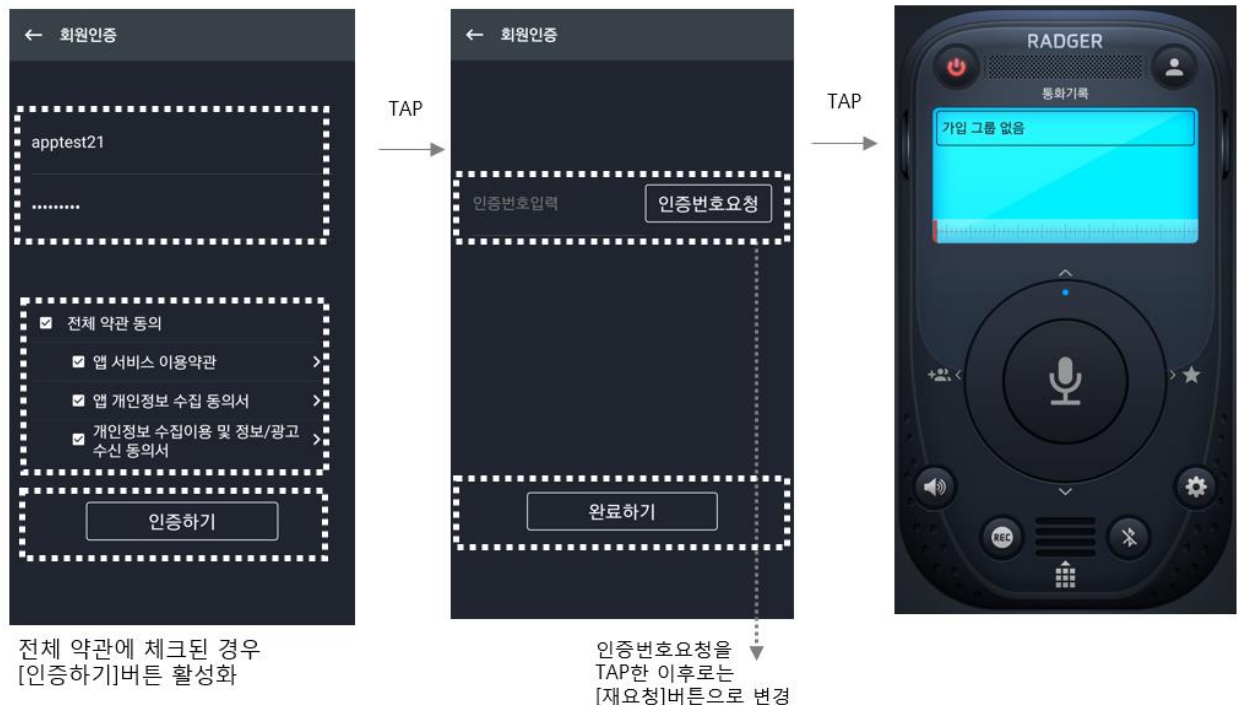 회원인증
apptest21
•••••••••
전체 약관 동의
앱 서비스 이용약관
앱 개인정보 수집 동의서
개인정보 수집이용 및 정보/광고
수신 동의서
인증하기
전체 약관에 체크된 경우
[인증하기]버튼 활성화
TAP
회원인증
인증번호입력
인증번호요청
완료하기
인증번호요청을
TAP한 이후로는
[재요청]버튼으로 변경
TAP
RADGER
통화기록
가입 그룹 없음
REC